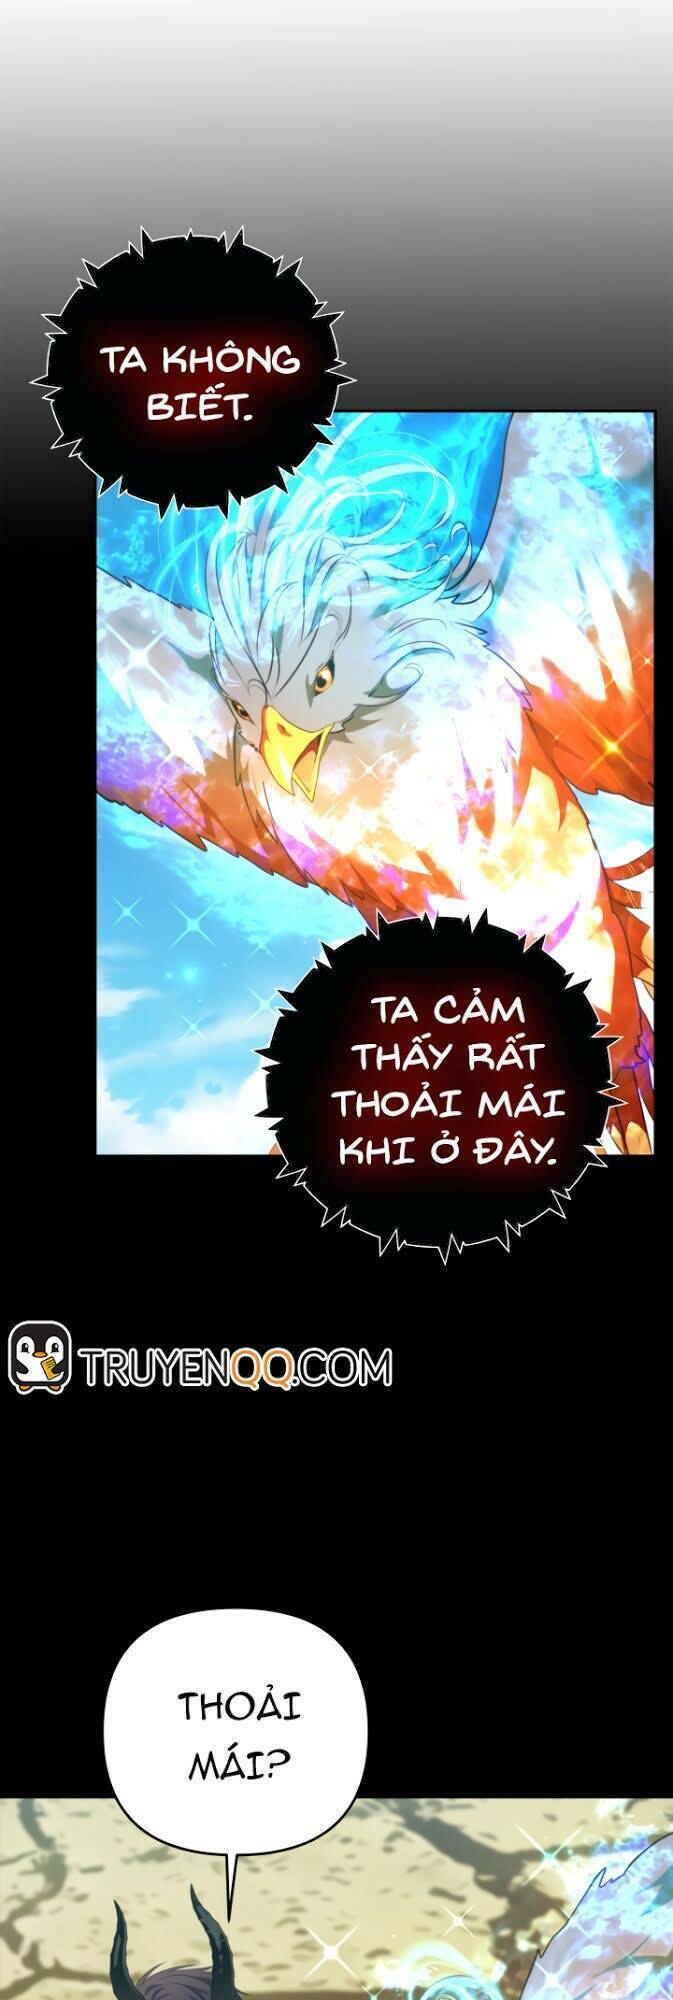 TA KHÔNG
BIẾT.
TA CẢM
THẤY RẤT
THOẢI MÁI
KHI Ở ĐÂY.
TRUYENQQ.COM
THOẢI
MÁI?